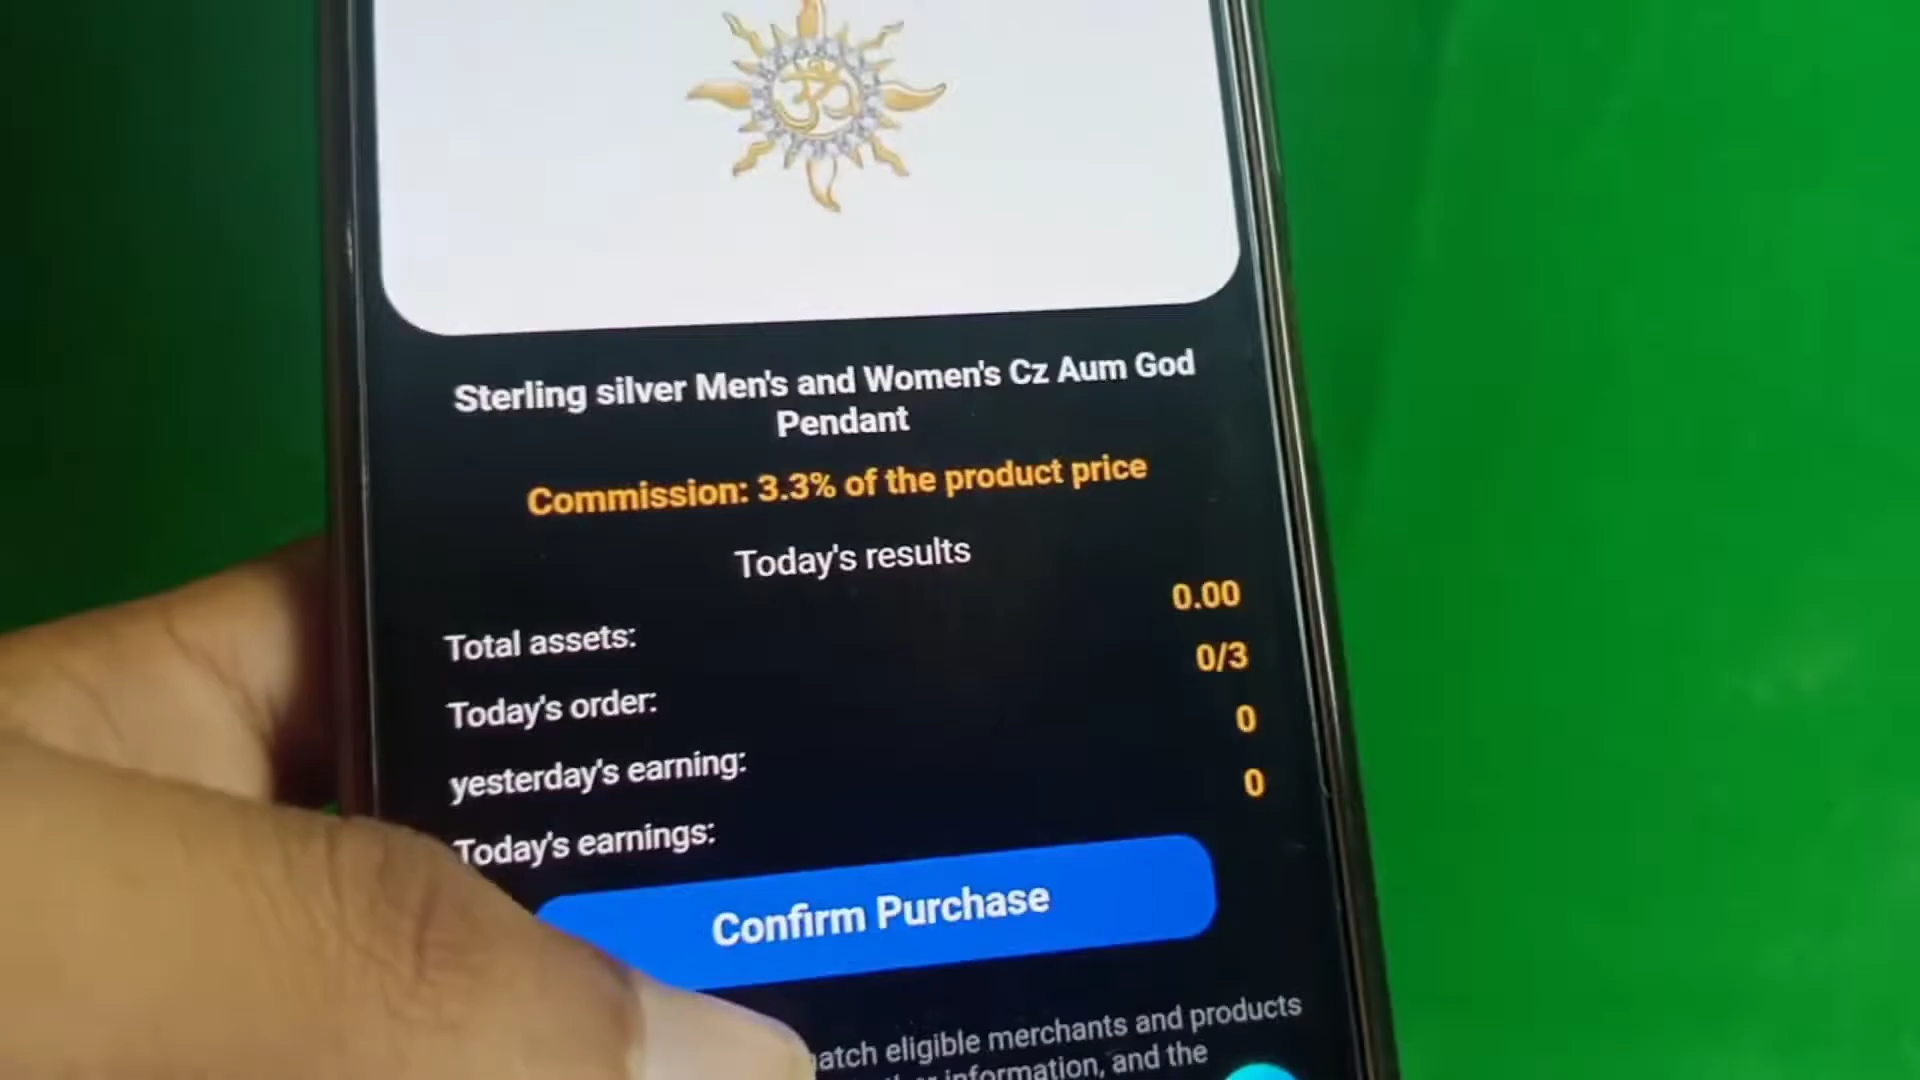 ॐ
Sterling silver Men's and Women's Cz Aum God
Pendant
Commission: 3.3% of the product price
Today's results
Total assets: 0.00
Today's order: 0/3
yesterday's earning: 0
Today's earnings: 0
Confirm Purchase
eligible merchants and products
information, and the